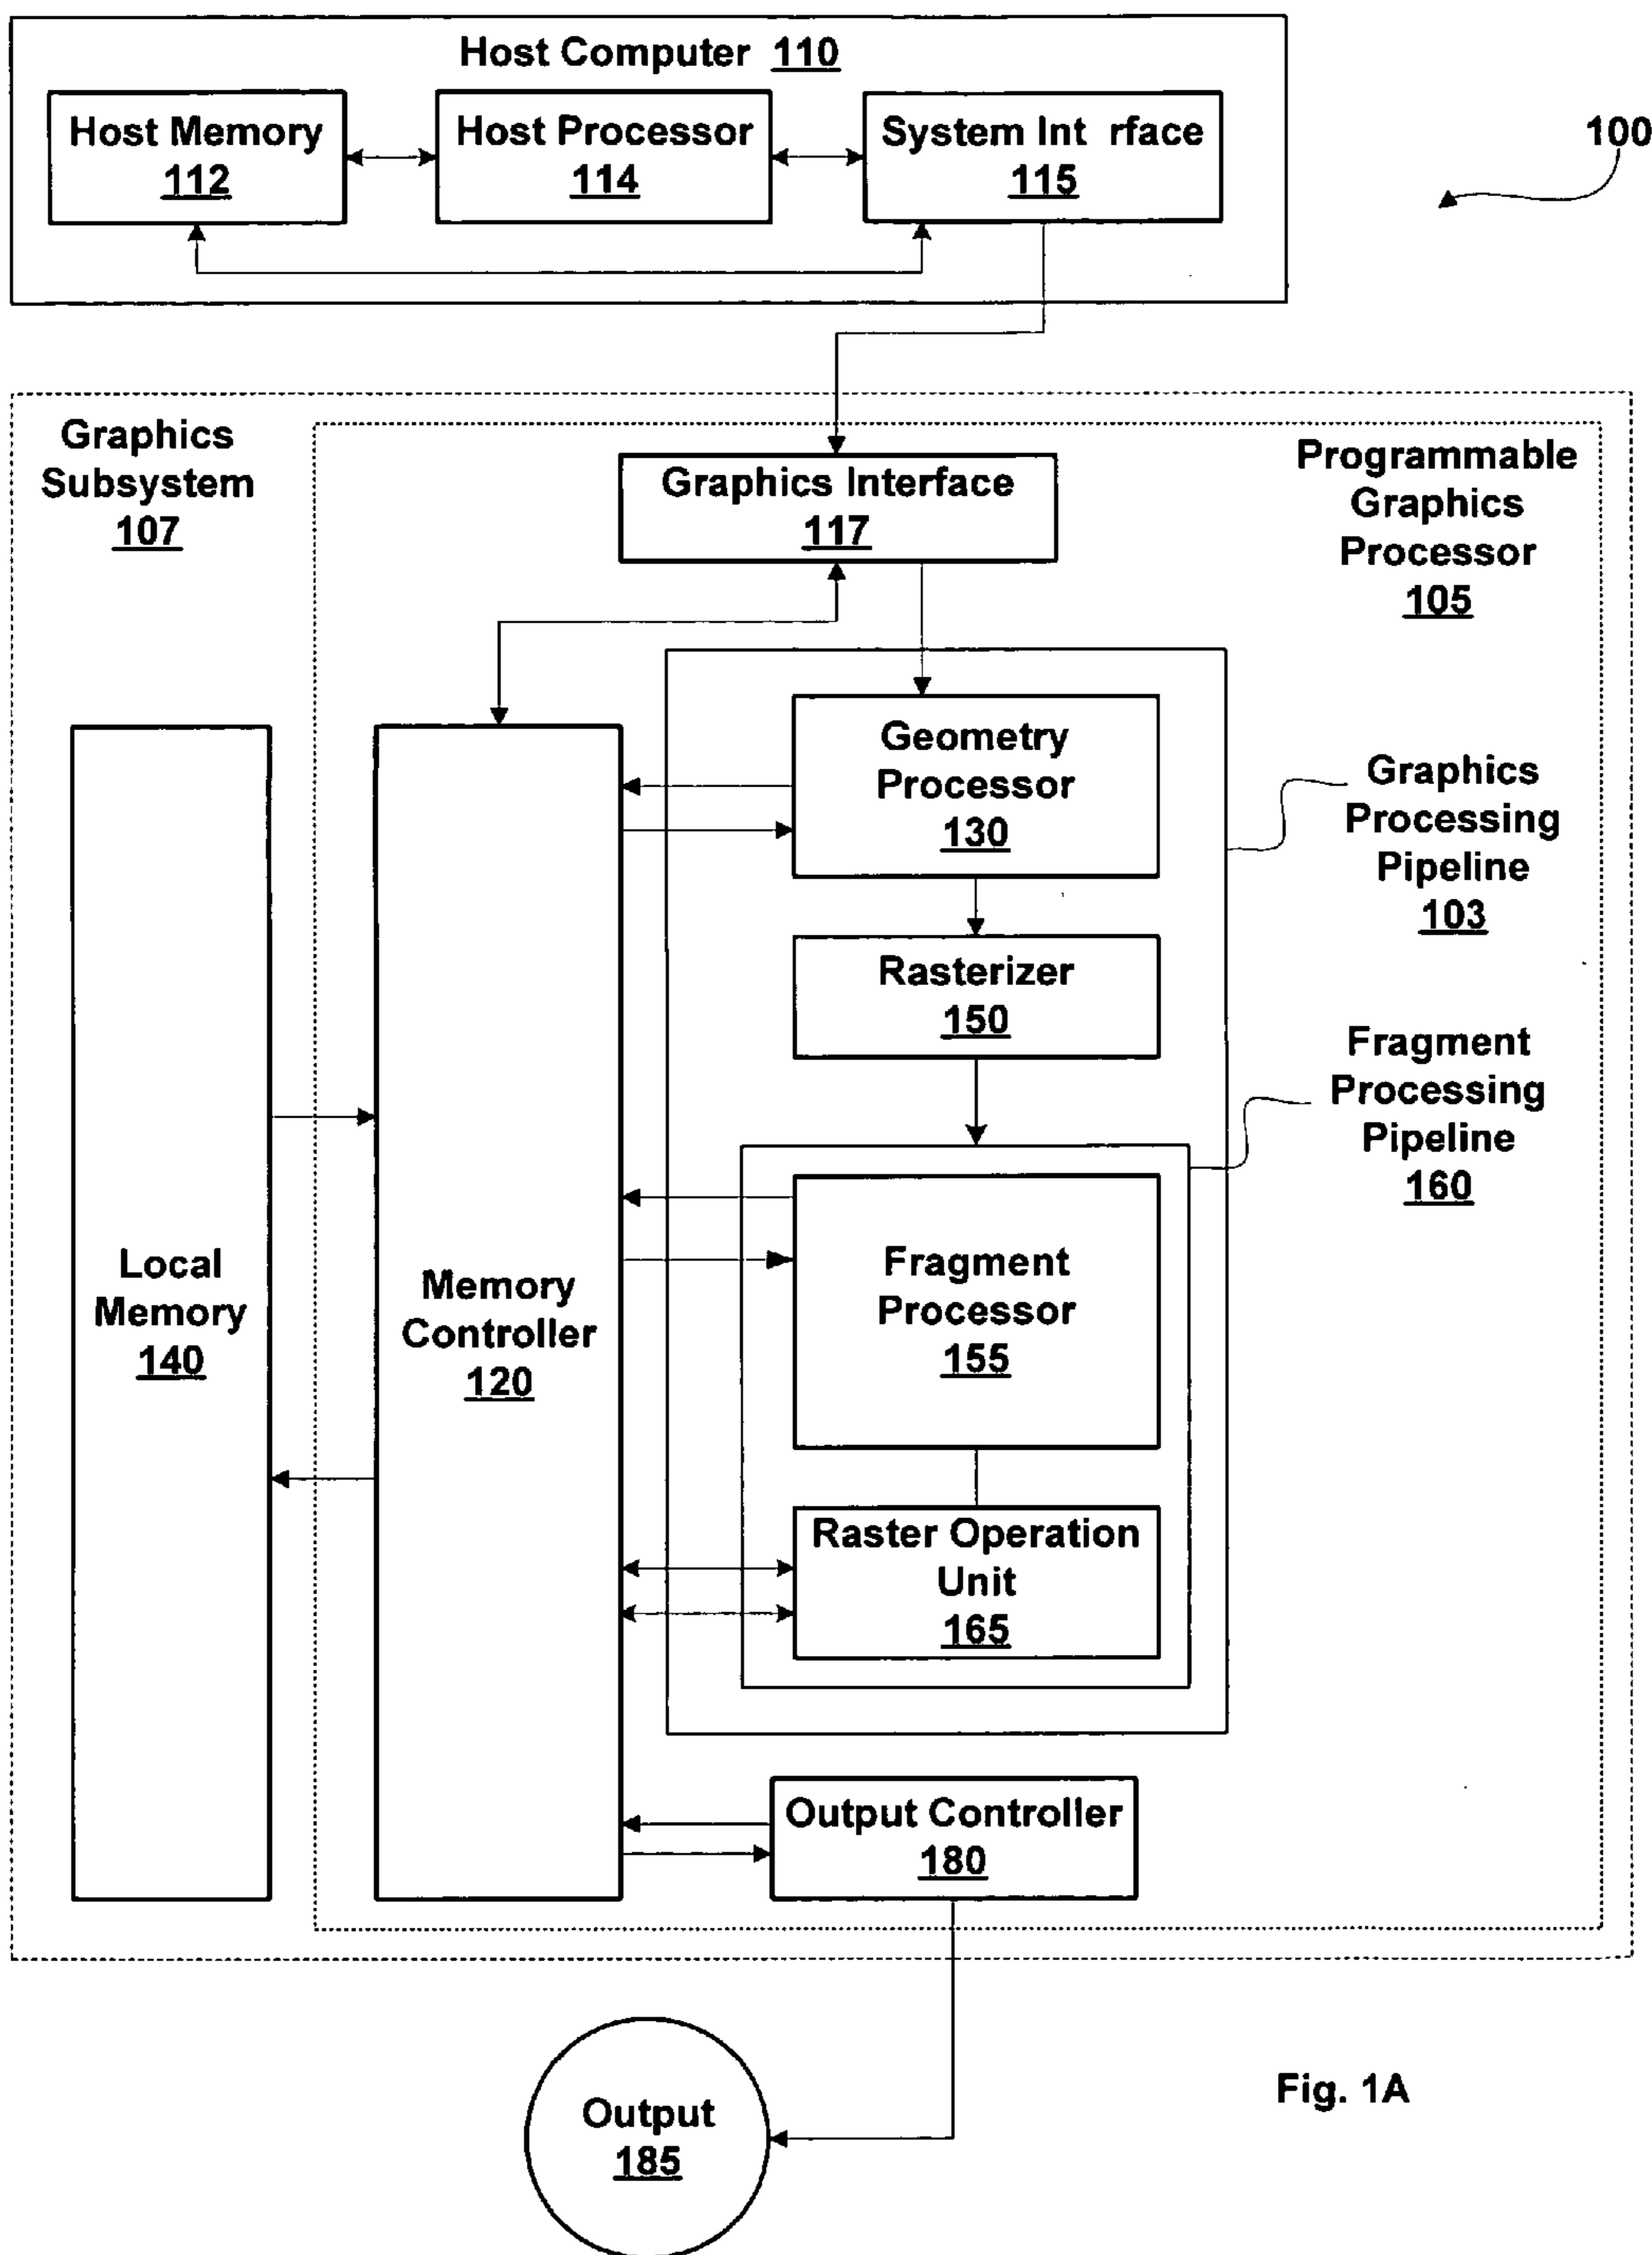 Host Computer 110
Host Memory
112
Host Processor
114
System Int rface
115
100
Graphics
Subsystem
107
Graphics Interface
117
Programmable
Graphics
Processor
105
Geometry
Processor
130
Graphics
Processing
Pipeline
103
Rasterizer
150
Fragment
Processing
Pipeline
160
Local
Memory
140
Memory
Controller
120
Fragment
Processor
155
Raster Operation
Unit
165
Output Controller
180
Output
185
Fig. 1A